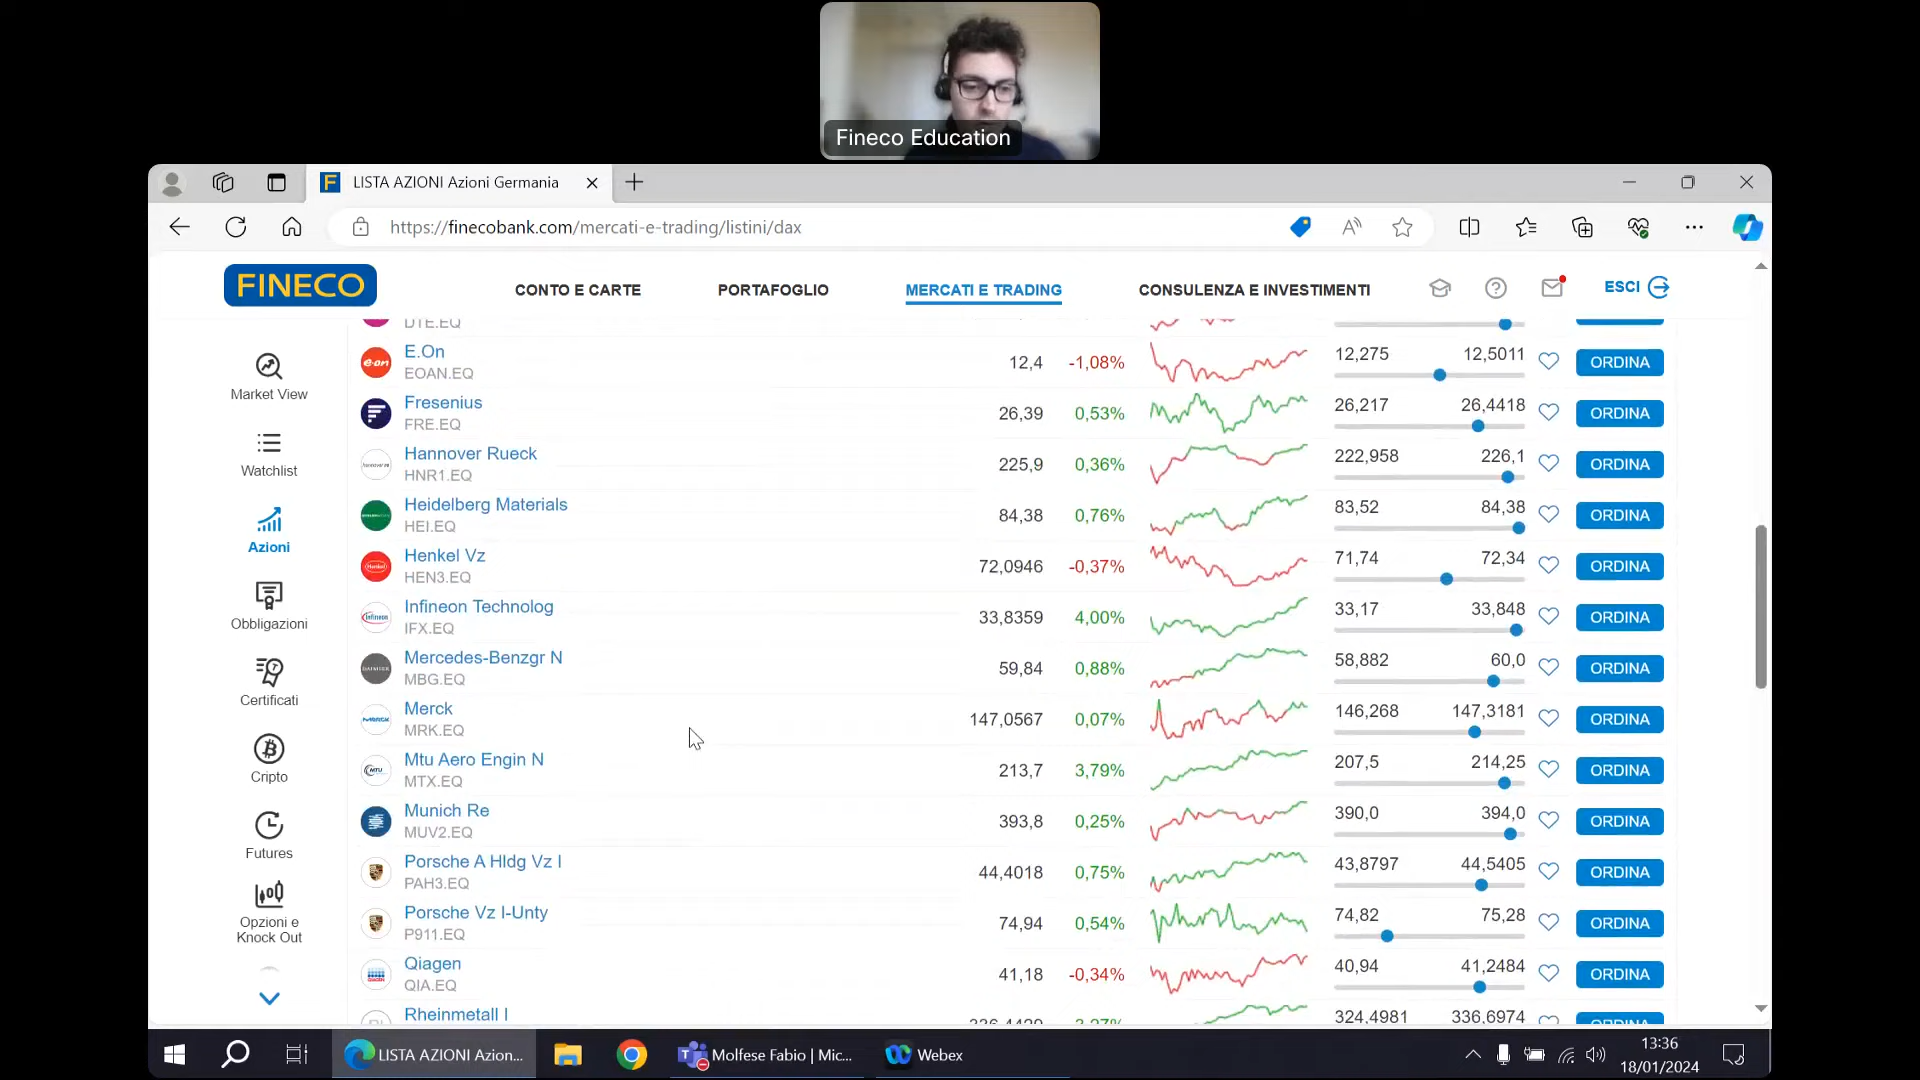 Fineco Education
LISTA AZIONI Azioni Germania
https://finecobank.com/mercati-e-trading/listini/dax
FINECO
CONTO E CARTE
PORTAFOGLIO
MERCATI E TRADING
CONSULENZA E INVESTIMENTI
ESCI
Market View
Watchlist
Azioni
Obbligazioni
Certificati
Cripto
Futures
Opzioni e
Knock Out
DTE.EQ
E.On 12,4 -1,08% 12,275 12,5011 ORDINA
EOAN.EQ
Fresenius 26,39 0,53% 26,217 26,4418 ORDINA
FRE.EQ
Hannover Rueck 225,9 0,36% 222,958 226,1 ORDINA
HNR1.EQ
Heidelberg Materials 84,38 0,76% 83,52 84,38 ORDINA
HEI.EQ
Henkel Vz 72,0946 -0,37% 71,74 72,34 ORDINA
HEN3.EQ
Infineon Technolog 33,8359 4,00% 33,17 33,848 ORDINA
IFX.EQ
Mercedes-Benzgr N 59,84 0,88% 58,882 60,0 ORDINA
MBG.EQ
Merck 147,0567 0,07% 146,268 147,3181 ORDINA
MRK.EQ
Mtu Aero Engin N 213,7 3,79% 207,5 214,25 ORDINA
MTX.EQ
Munich Re 393,8 0,25% 390,0 394,0 ORDINA
MUV2.EQ
Porsche A Hldg Vz I 44,4018 0,75% 43,8797 44,5405 ORDINA
PAH3.EQ
Porsche Vz I-Unty 74,94 0,54% 74,82 75,28 ORDINA
P911.EQ
Qiagen 41,18 -0,34% 40,94 41,2484 ORDINA
QIA.EQ
Rheinmetall I 324,4981 336,6974 ORDINA
LISTA AZIONI Azion...
Molfese Fabio | Mic...
Webex
13:36
18/01/2024